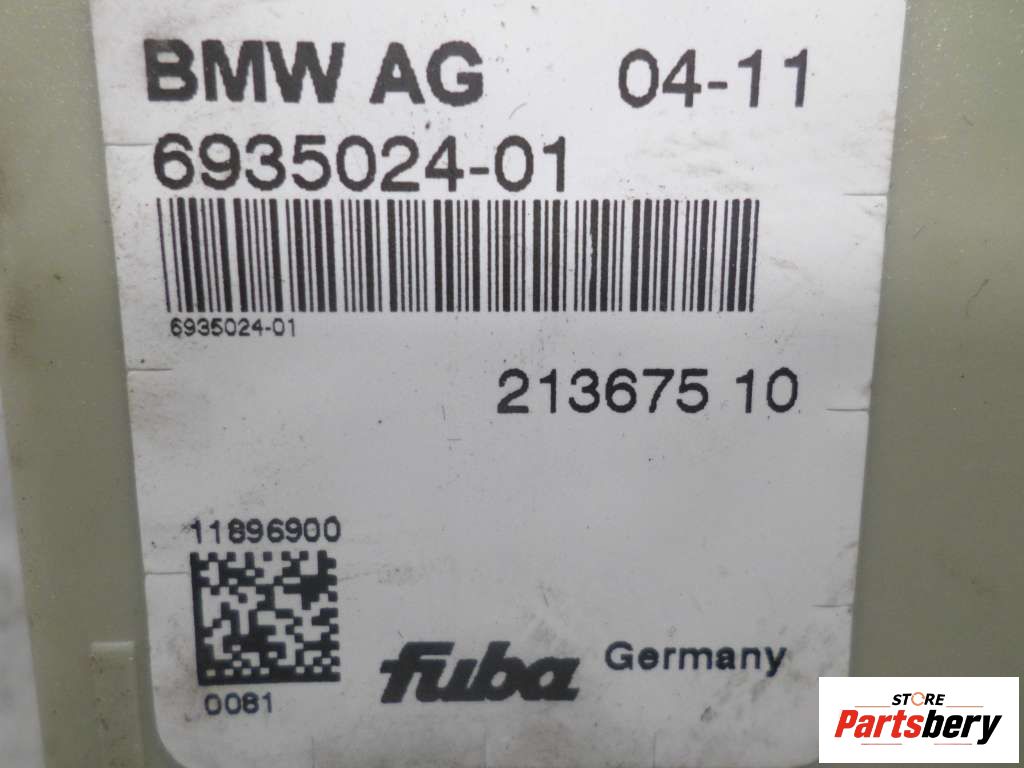 BMW AG 04-11
6935024-01
6935024-01
213675 10
11896900
0081
fuba Germany
STORE
Partsbery